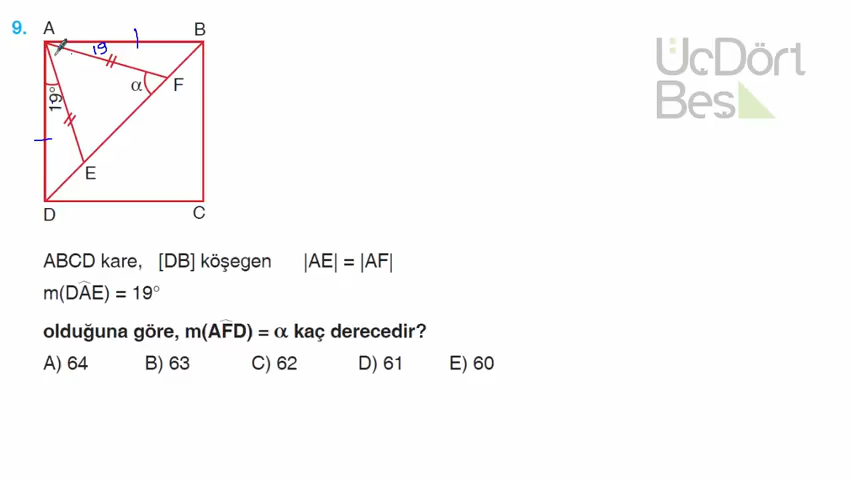 9.
A
B
19
F
α
19°
E
D
C
ÜçDört
Beş
ABCD kare, [DB] köşegen |AE| = |AF|
m(DÂE) = 19°
olduğuna göre, m(AF̂D) = α kaç derecedir?
A) 64 B) 63 C) 62 D) 61 E) 60